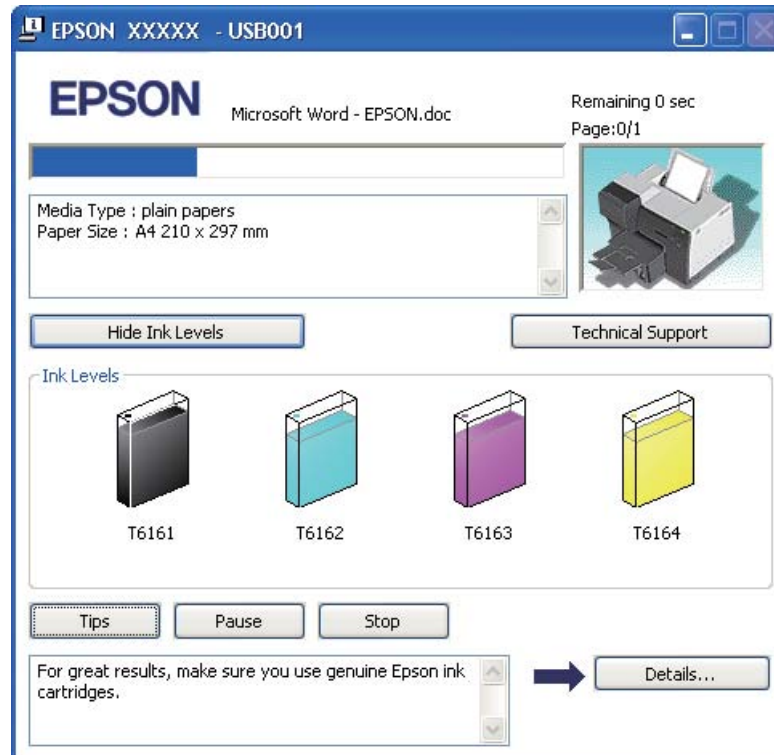 EPSON XXXXX - USB001
EPSON
Microsoft Word - EPSON.doc
Remaining 0 sec
Page:0/1
Media Type : plain papers
Paper Size : A4 210 x 297 mm
Hide Ink Levels
Technical Support
Ink Levels
T6161
T6162
T6163
T6164
Tips
Pause
Stop
For great results, make sure you use genuine Epson ink
cartridges.
Details...